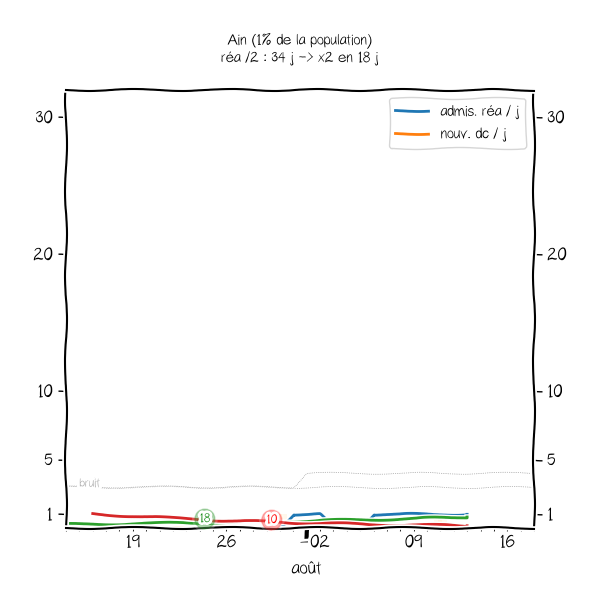 Ain (1% de la population)
réa /2 : 34 j -> x2 en 18 j
admis. réa / j
nouv. dc / j
30
30
20
20
10
10
5
5
bruit
1
18
10
1
19
26
02
09
16
août